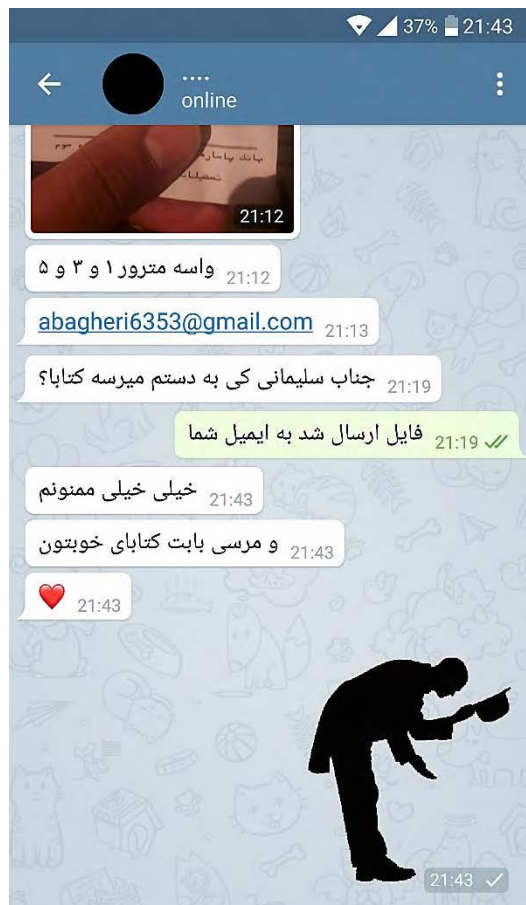 37% 21:43
....
online
21:12
واسه مترور ۱ و ۳ و ۵ 21:12
abagheri6353@gmail.com 21:13
جناب سلیمانی کی به دستم میرسه کتابا؟ 21:19
فایل ارسال شد به ایمیل شما 21:19
خیلی خیلی ممنونم 21:43
و مرسی بابت کتابای خوبتون 21:43
❤️ 21:43
21:43